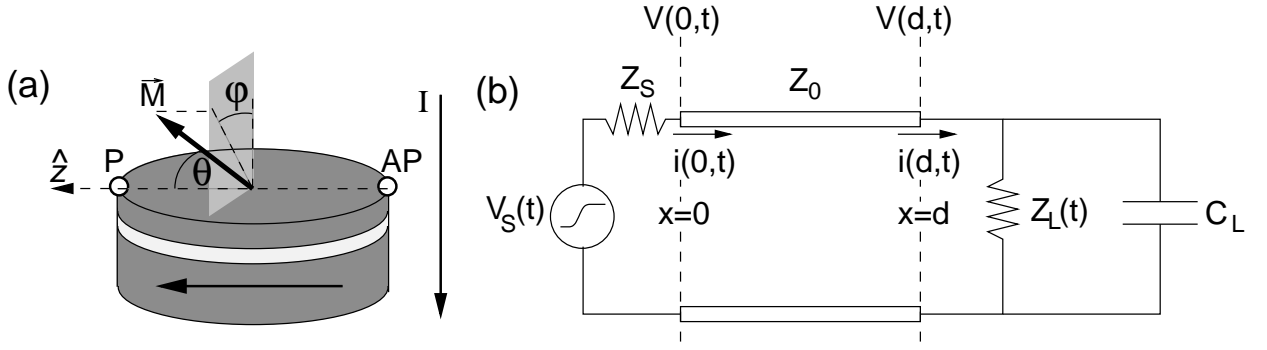 (a)
M
φ
I
ẑ
P
θ
AP
(b)
V(0,t)
V(d,t)
Z_S
Z_0
i(0,t)
i(d,t)
V_S(t)
x=0
x=d
Z_L(t)
C_L